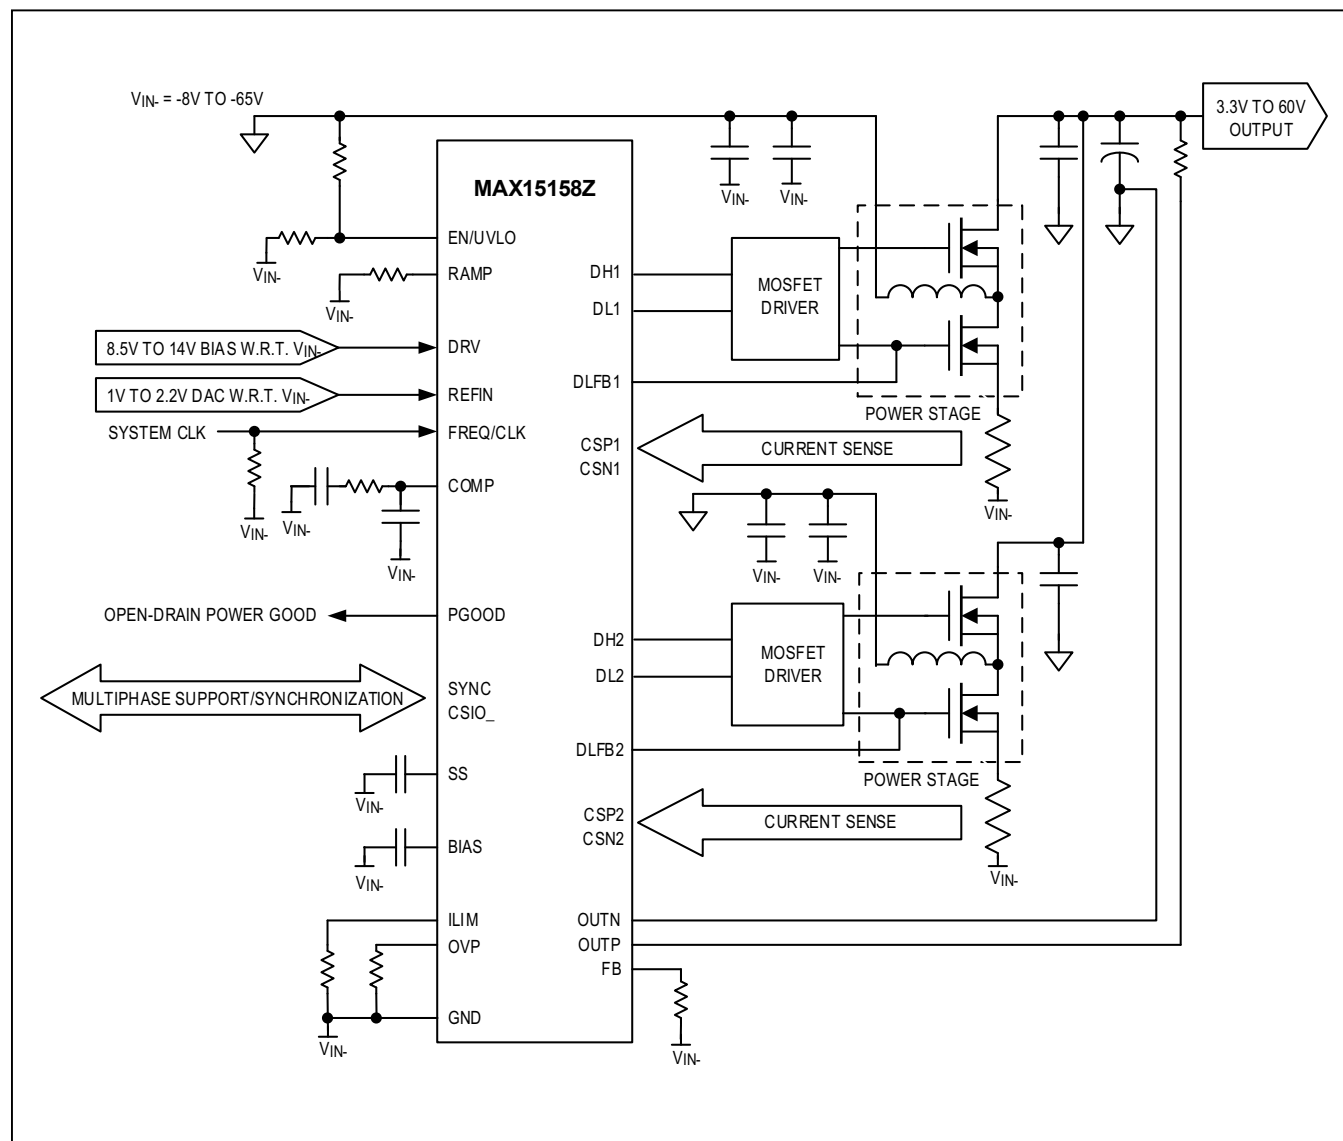 VIN- = -8V TO -65V
3.3V TO 60V
OUTPUT
MAX15158Z
VIN-
VIN-
EN/UVLO
VIN-
RAMP
VIN-
DH1
DL1
MOSFET
DRIVER
8.5V TO 14V BIAS W.R.T. VIN-
DRV
1V TO 2.2V DAC W.R.T. VIN-
REFIN
DLFB1
POWER STAGE
SYSTEM CLK
FREQ/CLK
CSP1
CSN1
CURRENT SENSE
COMP
VIN-
VIN-
VIN-
VIN-
VIN-
VIN-
OPEN-DRAIN POWER GOOD
PGOOD
DH2
DL2
MOSFET
DRIVER
MULTIPHASE SUPPORT/SYNCHRONIZATION
SYNC
CSIO_
DLFB2
POWER STAGE
SS
VIN-
CSP2
CSN2
CURRENT SENSE
BIAS
VIN-
VIN-
ILIM
OVP
OUTN
OUTP
FB
GND
VIN-
VIN-